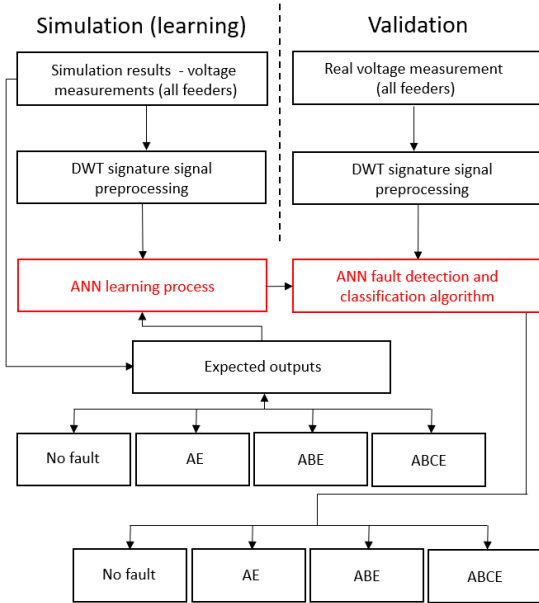 Simulation (learning)
Validation
Simulation results - voltage
measurements (all feeders)
Real voltage measurement
(all feeders)
DWT signature signal
preprocessing
DWT signature signal
preprocessing
ANN learning process
ANN fault detection and
classification algorithm
Expected outputs
No fault
AE
ABE
ABCE
No fault
AE
ABE
ABCE